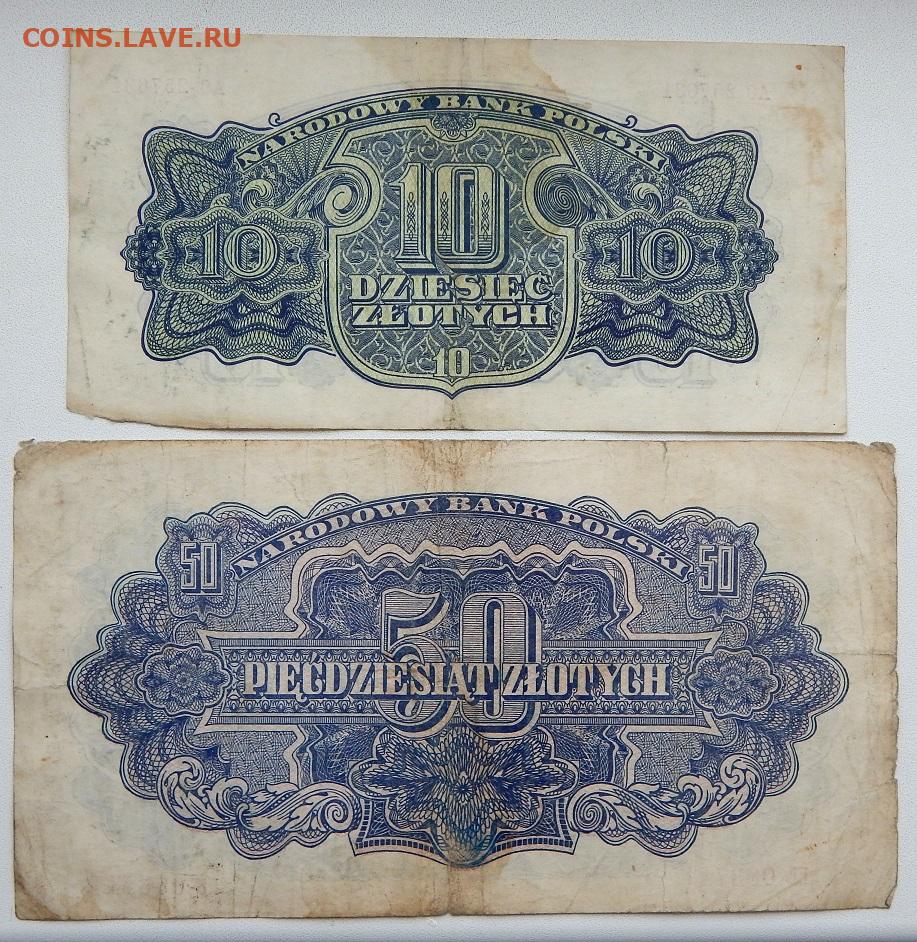 COINS.LAVE.RU
NARODOWY BANK POLSKI
10
10
10
DZIESIĘĆ
ZŁOTYCH
10
NARODOWY BANK POLSKI
50
50
50
PIĘĆDZIESIĄT ZŁOTYCH